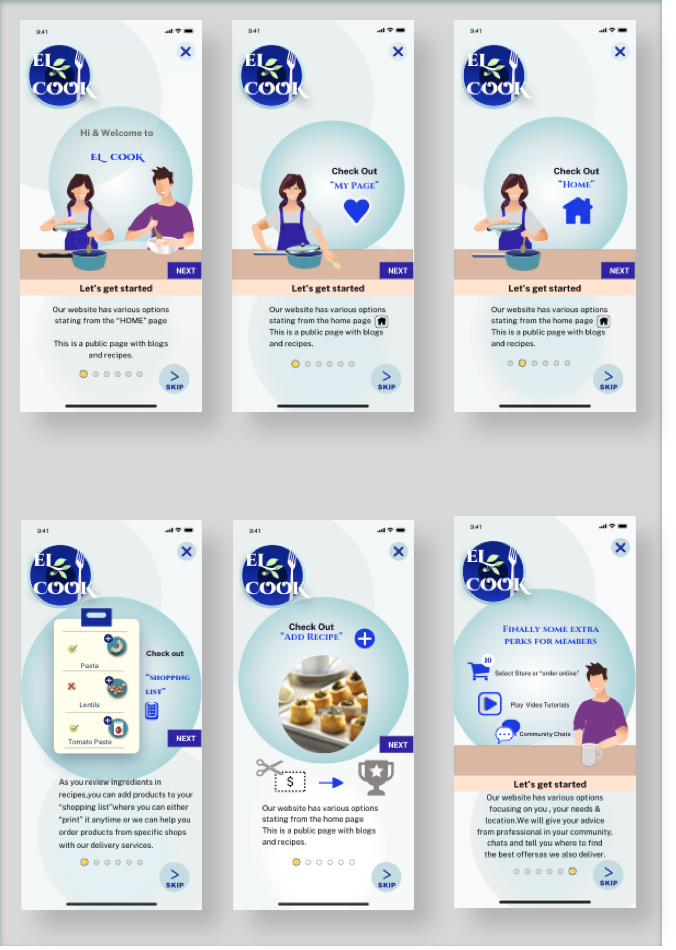 9:41
EL
COOK
Hi & Welcome to
EL COOK
NEXT
Let's get started
Our website has various options
stating from the “HOME” page
This is a public page with blogs
and recipes.
>
SKIP
9:41
EL
COOK
Check Out
“My Page”
NEXT
Let's get started
Our website has various options
stating from the home page
This is a public page with blogs
and recipes.
>
SKIP
9:41
EL
COOK
Check Out
“Home”
NEXT
Let's get started
Our website has various options
stating from the home page
This is a public page with blogs
and recipes.
>
SKIP
9:41
EL
COOK
Pasta
Lentils
Tomato Paste
Check out
“shopping
list”
NEXT
As you review ingredients in
recipes,you can add products to your
“shopping list”where you can either
“print” it anytime or we can help you
order products from specific shops
with our delivery services.
>
SKIP
9:41
EL
COOK
Check Out
“Add Recipe”
NEXT
$
Our website has various options
stating from the home page
This is a public page with blogs
and recipes.
>
SKIP
9:41
EL
COOK
Finally some extra
perks for members
10
Select Store or “order online”
Play Video Tutorials
Community Chats
Let's get started
Our website has various options
focusing on you , your needs &
location.We will give your advice
from professional in your community,
chats and tell you where to find
the best offersas we also deliver.
>
SKIP